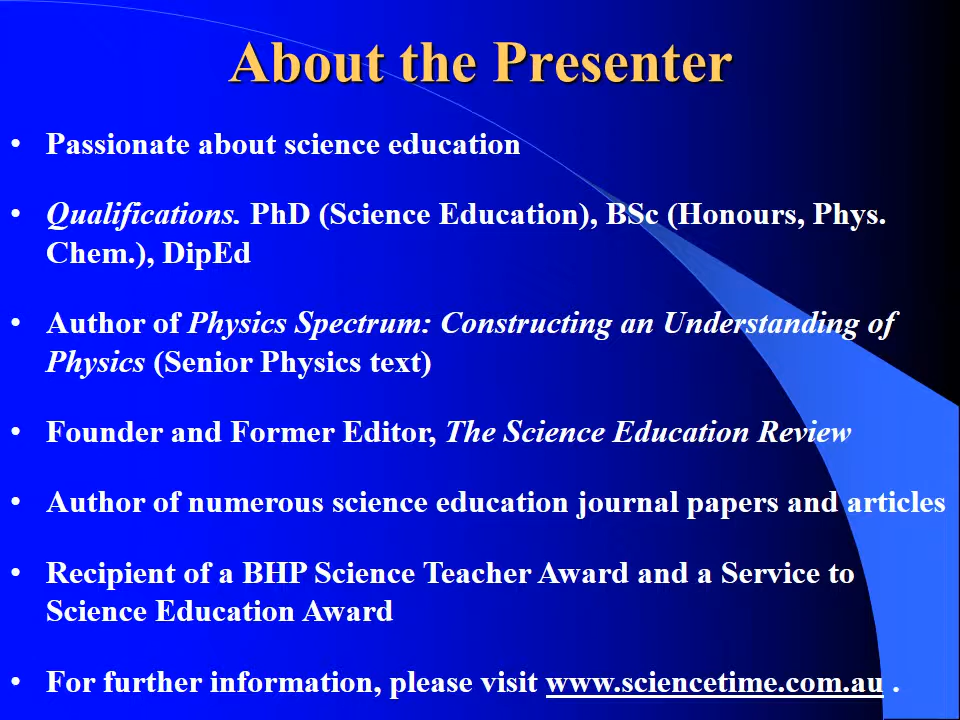 About the Presenter
• Passionate about science education
• Qualifications. PhD (Science Education), BSc (Honours, Phys.
Chem.), DipEd
• Author of Physics Spectrum: Constructing an Understanding of
Physics (Senior Physics text)
• Founder and Former Editor, The Science Education Review
• Author of numerous science education journal papers and articles
• Recipient of a BHP Science Teacher Award and a Service to
Science Education Award
• For further information, please visit www.sciencetime.com.au .